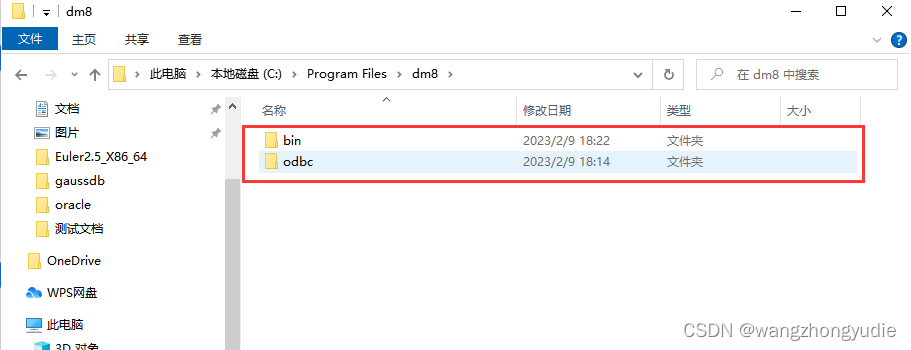 dm8
文件 主页 共享 查看
此电脑 本地磁盘 (C:) Program Files dm8 在 dm8 中搜索
名称 修改日期 类型 大小
bin 2023/2/9 18:22 文件夹
odbc 2023/2/9 18:14 文件夹
文档
图片
Euler2.5_X86_64
gaussdb
oracle
测试文档
OneDrive
WPS网盘
此电脑
3D 对象
CSDN @wangzhongyudie